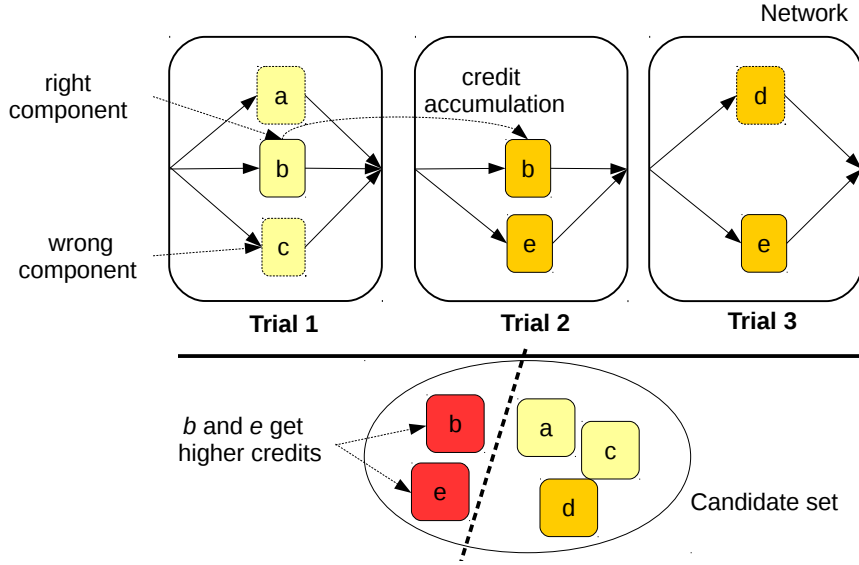 Network
right
component
a
b
c
wrong
component
Trial 1
credit
accumulation
b
e
Trial 2
d
e
Trial 3
b and e get
higher credits
b
e
a
c
d
Candidate set